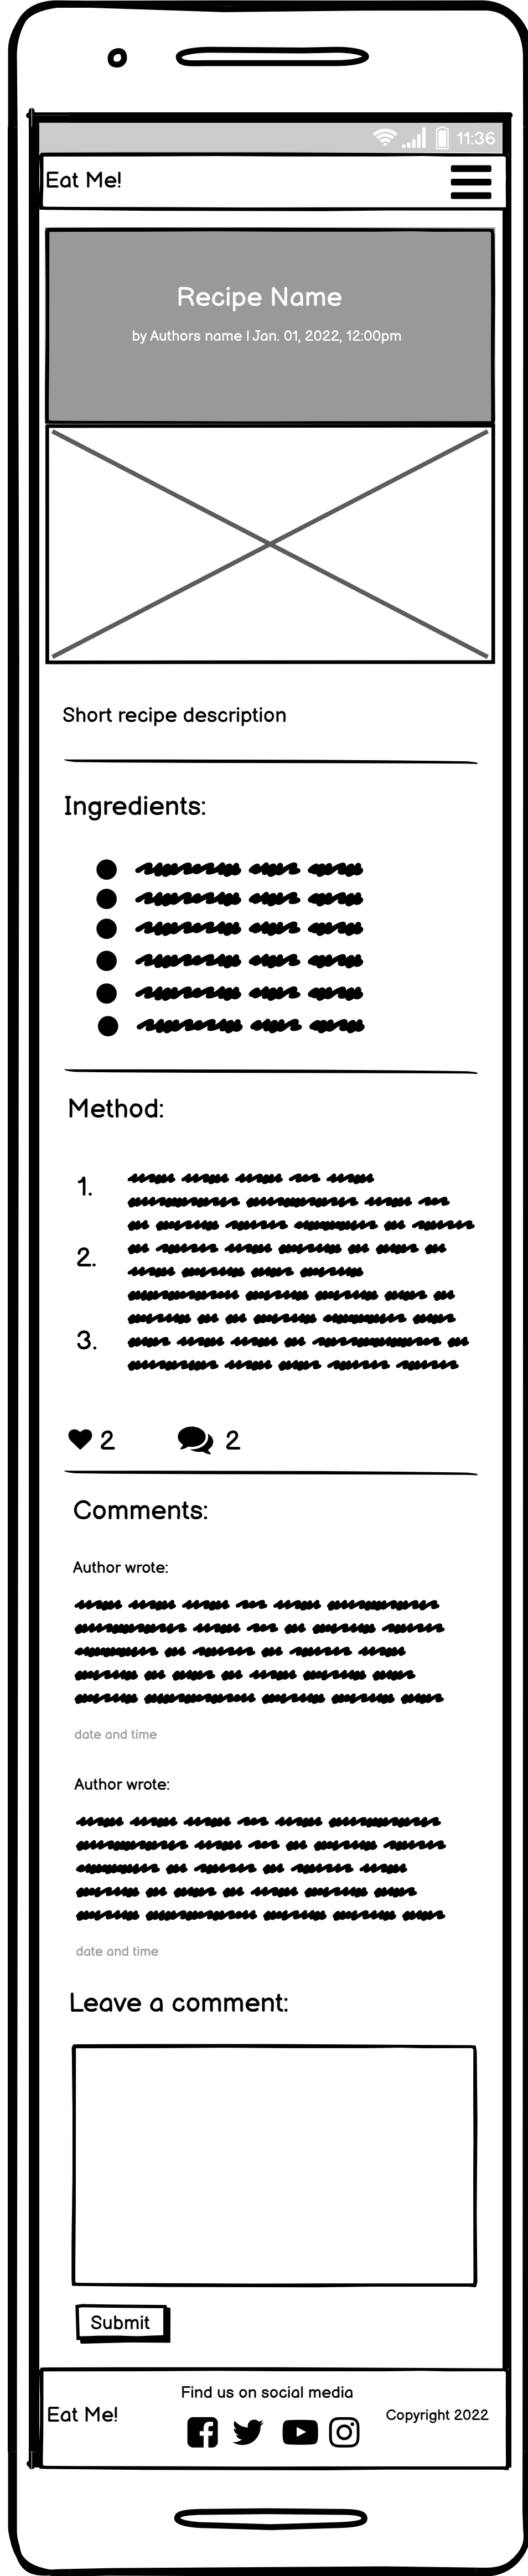 11:36
Eat Me!
Recipe Name
by Authors name | Jan. 01, 2022, 12:00pm
Short recipe description
Ingredients:
Method:
1.
2.
3.
2 2
Comments:
Author wrote:
date and time
Author wrote:
date and time
Leave a comment:
Submit
Find us on social media
Eat Me!
Copyright 2022